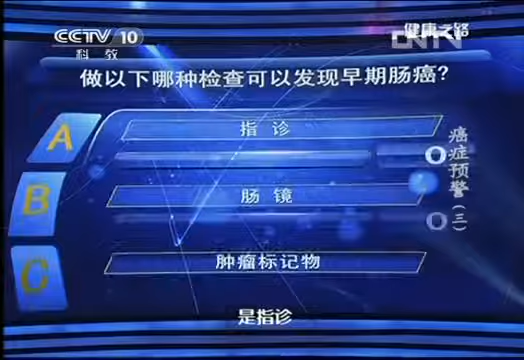 CCTV 10
科教
健康之路
CNTV
做以下哪种检查可以发现早期肠癌?
A
指诊
B
肠镜
C
肿瘤标记物
癌症预警(三)
是指诊